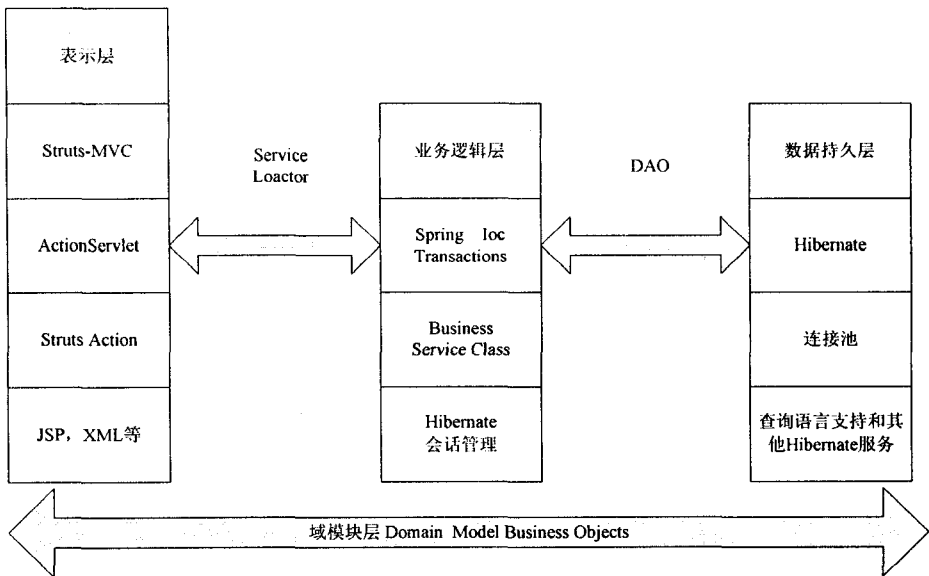 表示层
Struts-MVC
ActionServlet
Struts Action
JSP，XML等
Service
Loactor
业务逻辑层
Spring Ioc
Transactions
Business
Service Class
Hibernate
会话管理
DAO
数据持久层
Hibernate
连接池
查询语言支持和其
他Hibernate服务
域模块层 Domain Model Business Objects